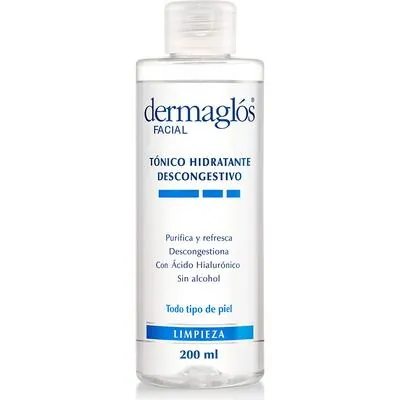 dermaglós®
FACIAL
TÓNICO HIDRATANTE
DESCONGESTIVO
Purifica y refresca
Descongestiona
Con Ácido Hialurónico
Sin alcohol
Todo tipo de piel
LIMPIEZA
200 ml